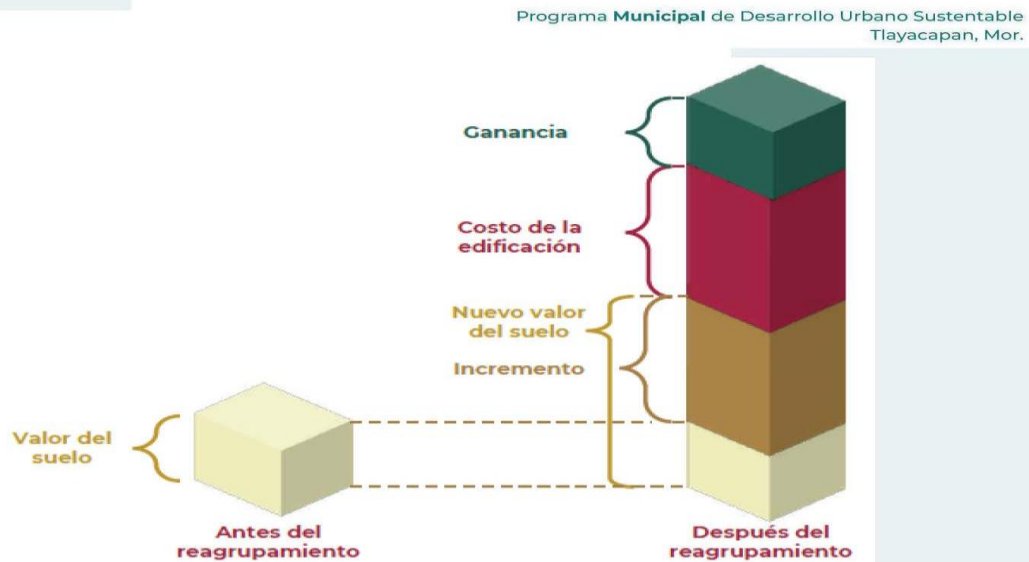 Programa Municipal de Desarrollo Urbano Sustentable
Tlayacapan, Mor.
Ganancia
Costo de la
edificación
Nuevo valor
del suelo
Incremento
Valor del
suelo
Antes del
reagrupamiento
Después del
reagrupamiento